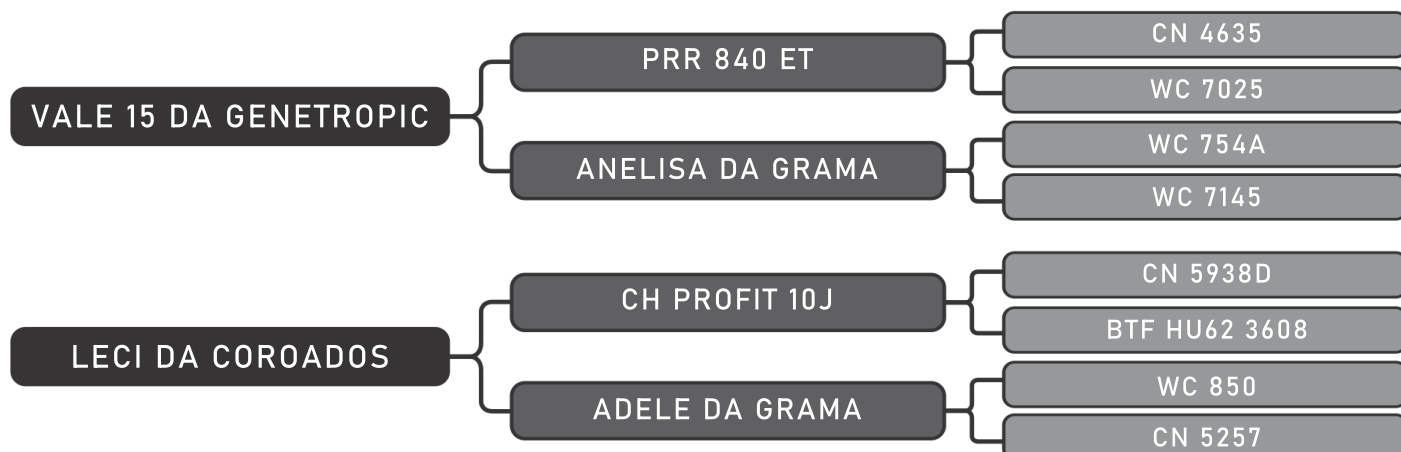 VALE 15 DA GENETROPIC
PRR 840 ET
CN 4635
WC 7025
ANELISA DA GRAMA
WC 754A
WC 7145
LECI DA COROADOS
CH PROFIT 10J
CN 5938D
BTF HU62 3608
ADELE DA GRAMA
WC 850
CN 5257